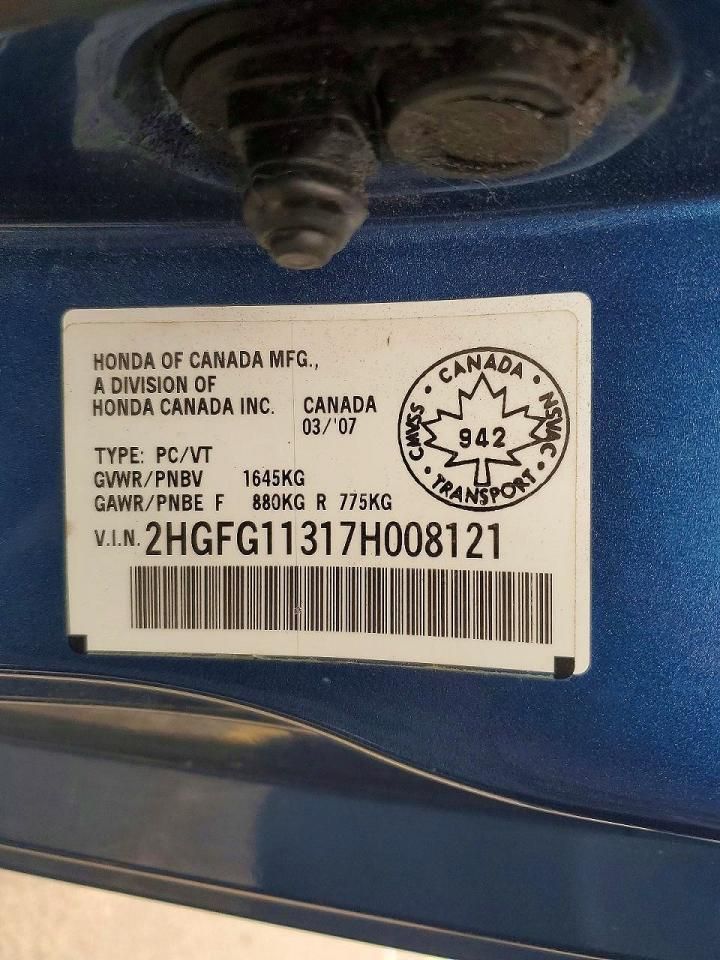 HONDA OF CANADA MFG.,
A DIVISION OF
HONDA CANADA INC. CANADA
03/'07
TYPE: PC/VT
GVWR/PNBV 1645KG
GAWR/PNBE F 880KG R 775KG
V.I.N. 2HGFG11317H008121
CANADA
CMVSS
NSVAC
942
TRANSPORT